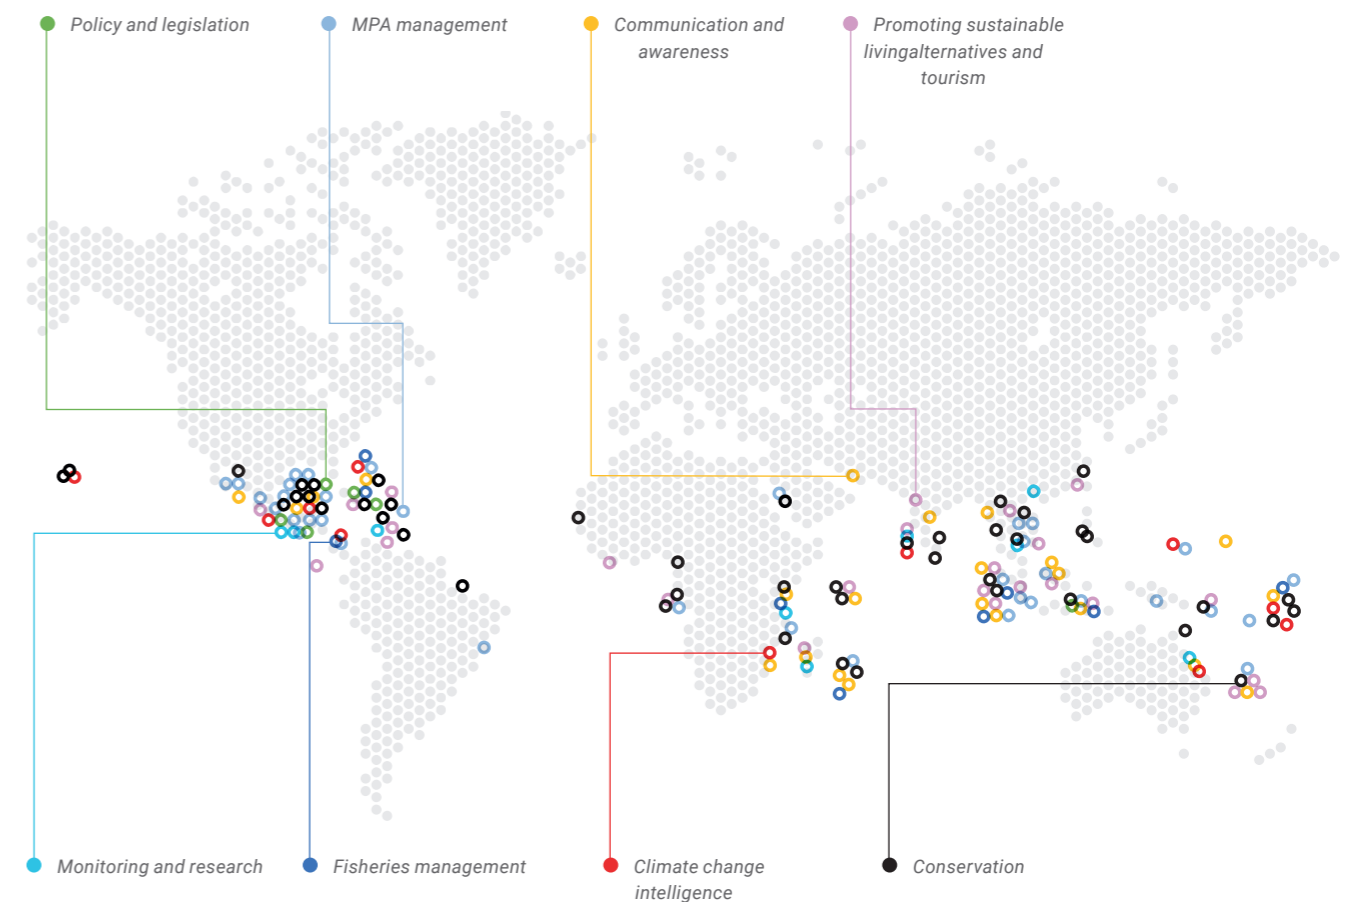 Policy and legislation
MPA management
Communication and
awareness
Promoting sustainable
livingalternatives and
tourism
Monitoring and research
Fisheries management
Climate change
intelligence
Conservation